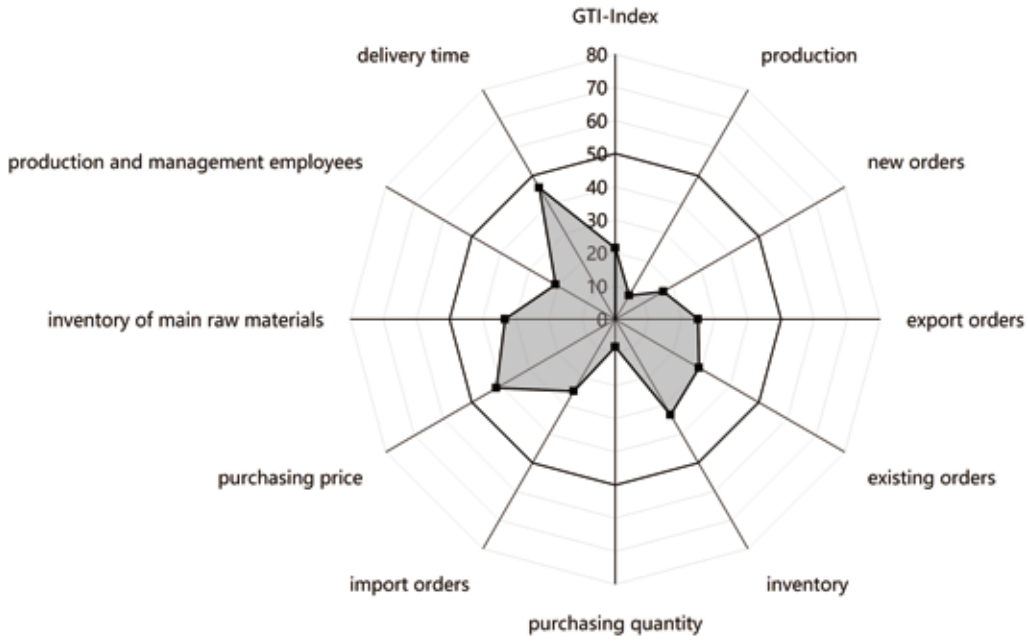 GTI-Index
delivery time
production
80
70
60
50
40
30
20
10
0
production and management employees
new orders
inventory of main raw materials
export orders
purchasing price
existing orders
import orders
inventory
purchasing quantity